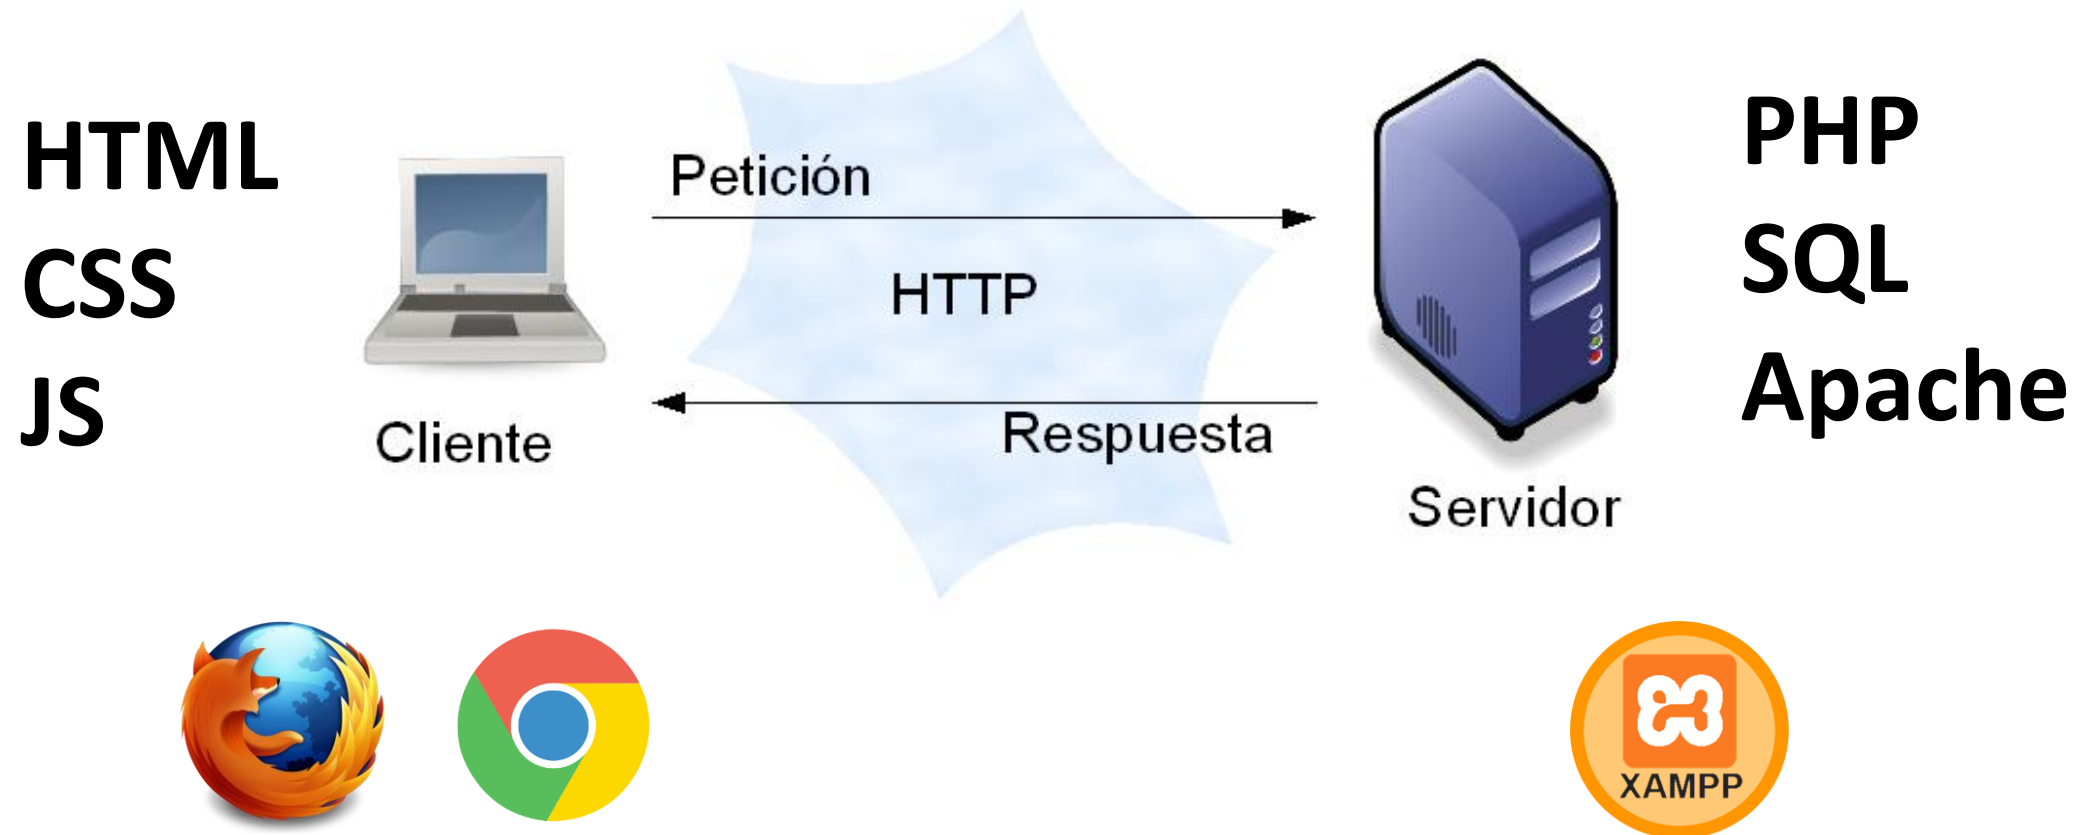 HTML
CSS
JS
Cliente
Petición
HTTP
Respuesta
Servidor
PHP
SQL
Apache
XAMPP